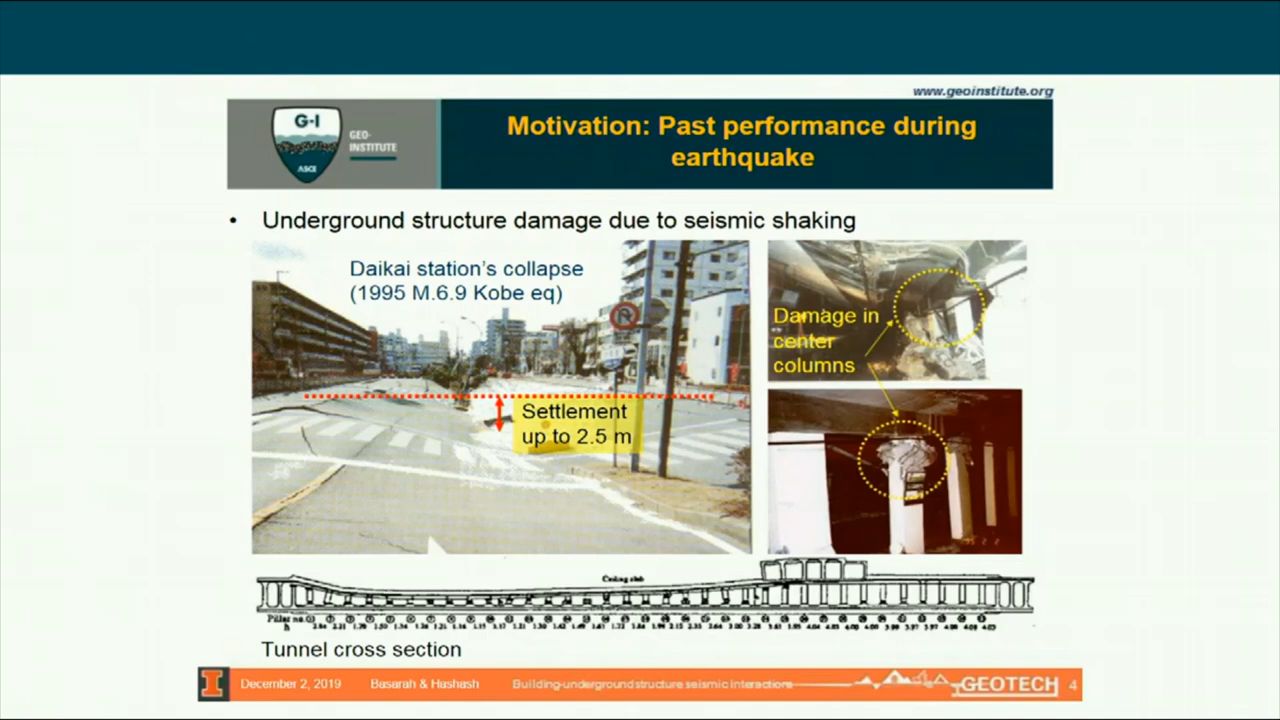 www.geoinstitute.org
G-I
GEO-
INSTITUTE
ASCE
Motivation: Past performance during
earthquake
• Underground structure damage due to seismic shaking
Daikai station's collapse
(1995 M.6.9 Kobe eq)
Settlement
up to 2.5 m
Damage in
center
columns
Ceiling slab
Pillar no.
h
Tunnel cross section
I
December 2, 2019
Basarah & Hashash
Building-underground structure seismic interactions
GEOTECH
4